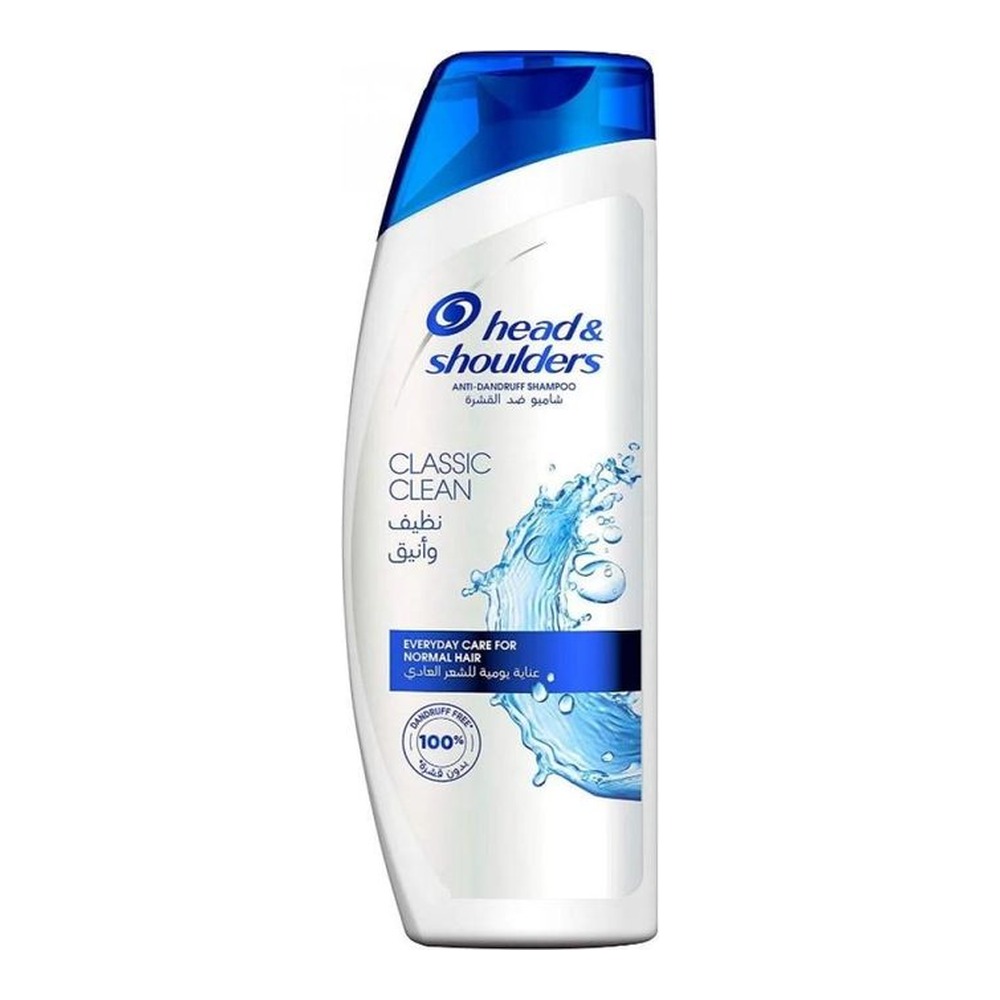 head &
shoulders
ANTI-DANDRUFF SHAMPOO
شامبو ضد القشرة
CLASSIC
CLEAN
نظيف
وأنيق
EVERYDAY CARE FOR
NORMAL HAIR
عناية يومية للشعر العادي
DANDRUFF FREE*
100%
بدون قشرة*